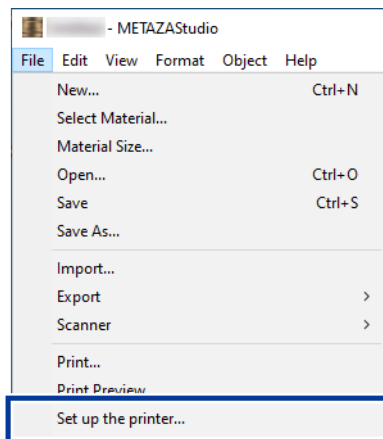 - METAZAStudio
File Edit View Format Object Help
New... Ctrl+N
Select Material...
Material Size...
Open... Ctrl+O
Save Ctrl+S
Save As...
Import...
Export >
Scanner >
Print...
Print Preview
Set up the printer...